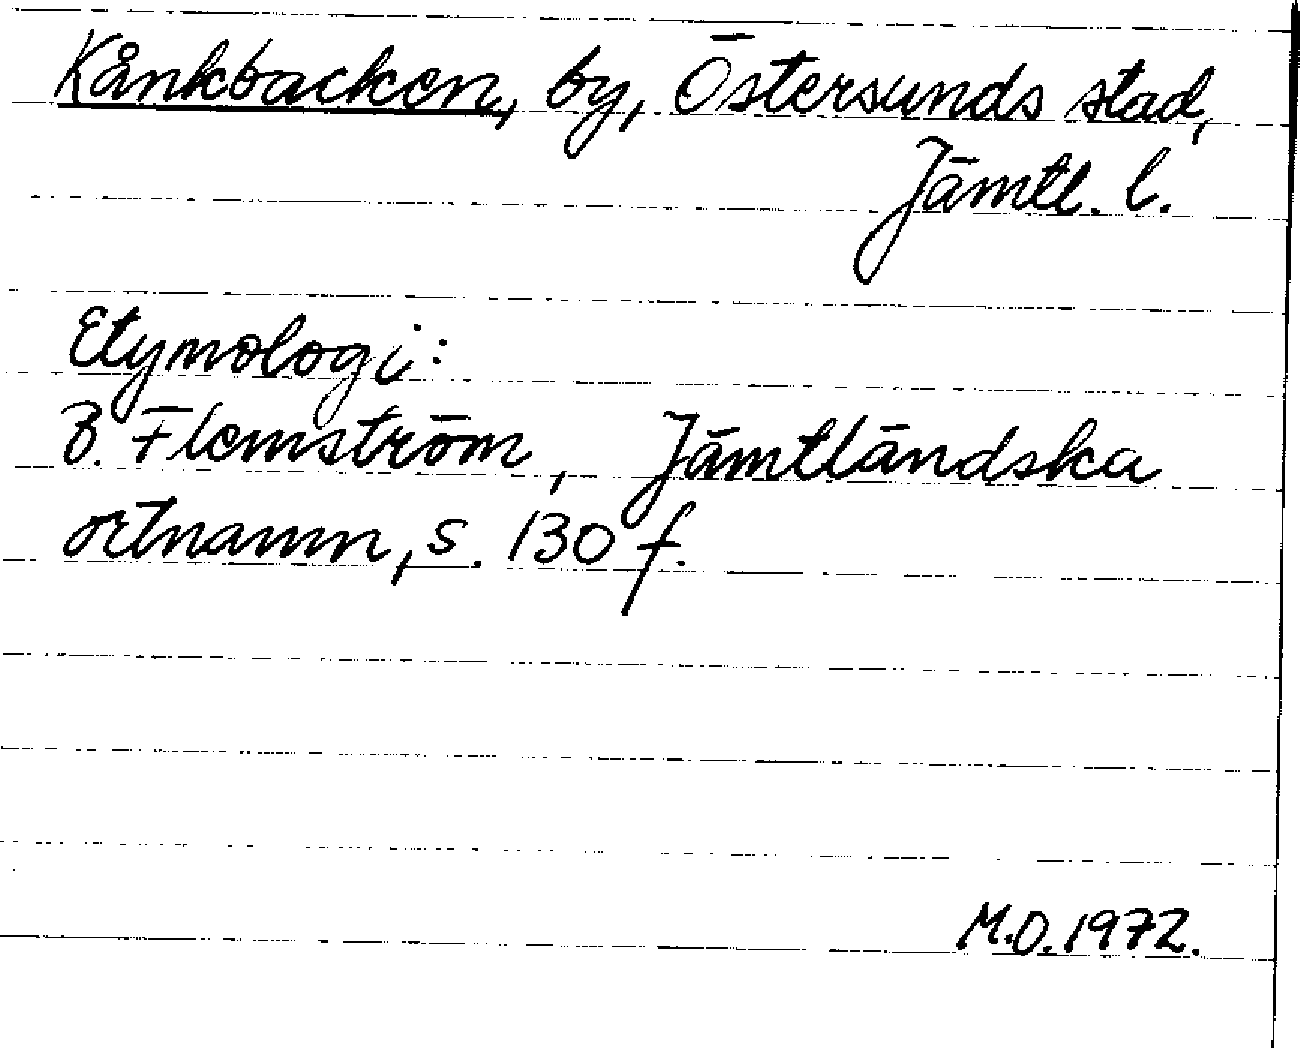 Kånkbacken, by, Östersunds stad,
Jämtl. l.
Etymologi:
B. Flemström, Jämtländska
ortnamn, s. 130 f.
M.O. 1972.